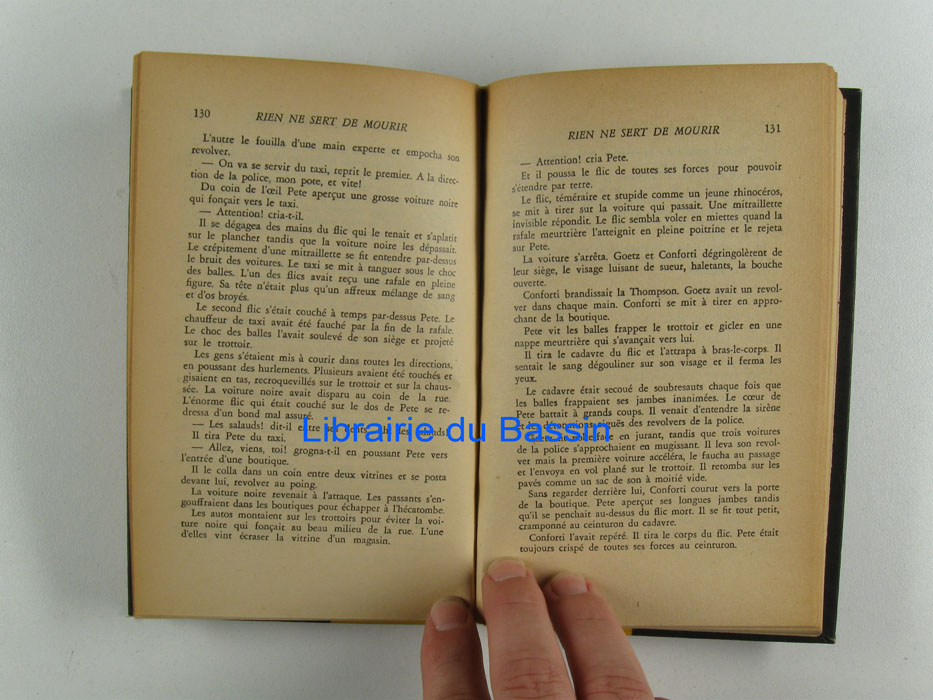 130
RIEN NE SERT DE MOURIR
L'autre le fouilla d'une main experte et empocha son
revolver.
— On va se servir du taxi, reprit le premier. A la direc-
tion de la police, mon pote, et vite!
Du coin de l'œil Pete aperçut une grosse voiture noire
qui fonçait vers le taxi.
— Attention! cria-t-il.
Il se dégagea des mains du flic qui le tenait et s'aplatit
sur le plancher tandis que la voiture noire les dépassait.
Le crépitement d'une mitraillette se fit entendre par-dessus
le bruit des voitures. Le taxi se mit à tanguer sous le choc
des balles. L'un des flics avait reçu une rafale en pleine
figure. Sa tête n'était plus qu'un affreux mélange de sang
et d'os broyés.
Le second flic s'était couché à temps par-dessus Pete. Le
chauffeur de taxi avait été fauché par la fin de la rafale.
Le choc des balles l'avait soulevé de son siège et projeté
sur le trottoir.
Les gens s'étaient mis à courir dans toutes les directions,
en poussant des hurlements. Plusieurs avaient été touchés et
gisaient en tas, recroquevillés sur le trottoir et sur la chaus-
sée. La voiture noire avait disparu au coin de la rue.
L'énorme flic qui était couché sur le dos de Pete se re-
dressa d'un bond mal assuré.
— Les salauds! dit-il entre ses dents. Ah! les salauds!
Il tira Pete du taxi.
— Allez, viens, toi! grogna-t-il en poussant Pete vers
l'entrée d'une boutique.
Il le colla dans un coin entre deux vitrines et se posta
devant lui, revolver au poing.
La voiture noire revenait à l'attaque. Les passants s'en-
gouffraient dans les boutiques pour échapper à l'hécatombe.
Les autos montaient sur les trottoirs pour éviter la voi-
ture noire qui fonçait au beau milieu de la rue. L'une
d'elles vint écraser la vitrine d'un magasin.
RIEN NE SERT DE MOURIR
131
— Attention! cria Pete.
Et il poussa le flic de toutes ses forces pour pouvoir
s'étendre par terre.
Le flic, téméraire et stupide comme un jeune rhinocéros,
se mit à tirer sur la voiture qui passait. Une mitraillette
invisible répondit. Le flic sembla voler en miettes quand la
rafale meurtrière l'atteignit en pleine poitrine et le rejeta
sur Pete.
La voiture s'arrêta. Goetz et Conforti dégringolèrent de
leur siège, le visage luisant de sueur, haletants, la bouche
ouverte.
Conforti brandissait la Thompson. Goetz avait un revol-
ver dans chaque main. Conforti se mit à tirer en appro-
chant de la boutique.
Pete vit les balles frapper le trottoir et gicler en une
nappe meurtrière qui s'avançait vers lui.
Il tira le cadavre du flic et l'attrapa à bras-le-corps. Il
sentait le sang dégouliner sur son visage et il ferma les
yeux.
Le cadavre était secoué de soubresauts chaque fois que
les balles frappaient ses jambes inanimées. Le cœur de
Pete battait à grands coups. Il venait d'entendre la sirène
et les détonations aiguës des revolvers de la police.
Goetz fit volte-face en jurant, tandis que trois voitures
de la police s'approchaient en mugissant. Il leva son revol-
ver mais la première voiture accéléra, le faucha au passage
et l'envoya en vol plané sur le trottoir. Il retomba sur les
pavés comme un sac de son à moitié vide.
Sans regarder derrière lui, Conforti courut vers la porte
de la boutique. Pete aperçut ses longues jambes tandis
qu'il se penchait au-dessus du flic mort. Il se fit tout petit,
cramponné au ceinturon du cadavre.
Conforti l'avait repéré. Il tira le corps du flic. Pete était
toujours crispé de toutes ses forces au ceinturon.
Librairie du Bassin